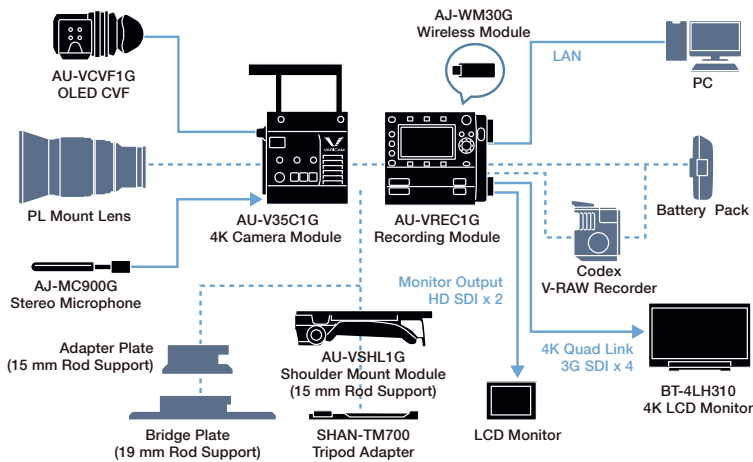 AJ-WM30G
Wireless Module
LAN
PC
AU-VCVF1G
OLED CVF
VARICAM
PL Mount Lens
AU-V35C1G
4K Camera Module
AU-VREC1G
Recording Module
Battery Pack
Codex
V-RAW Recorder
AJ-MC900G
Stereo Microphone
Monitor Output
HD SDI x 2
Adapter Plate
(15 mm Rod Support)
AU-VSHL1G
Shoulder Mount Module
(15 mm Rod Support)
4K Quad Link
3G SDI x 4
BT-4LH310
4K LCD Monitor
Bridge Plate
(19 mm Rod Support)
SHAN-TM700
Tripod Adapter
LCD Monitor